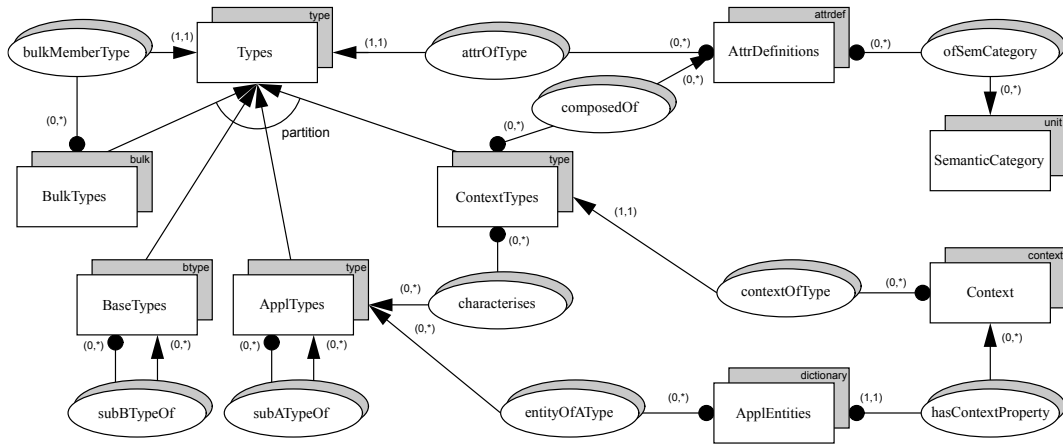 type
attrdef
bulkMemberType
(1,1)
Types
(1,1)
attrOfType
(0,*)
AttrDefinitions
(0,*)
ofSemCategory
(0,*)
composedOf
(0,*)
partition
(0,*)
(0,*)
unit
SemanticCategory
bulk
BulkTypes
type
ContextTypes
(1,1)
(0,*)
btype
BaseTypes
type
ApplTypes
(0,*)
characterises
(0,*)
contextOfType
(0,*)
context
Context
(0,*)
(0,*)
(0,*)
(0,*)
(0,*)
dictionary
subBTypeOf
subATypeOf
entityOfAType
(0,*)
ApplEntities
(1,1)
hasContextProperty